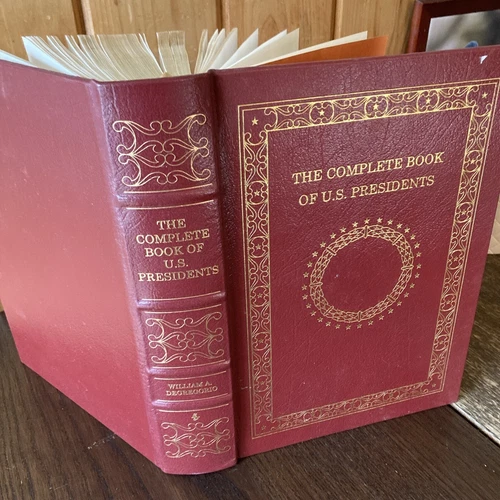 THE
COMPLETE
BOOK OF
U.S.
PRESIDENTS
WILLIAM A.
DEGREGORIO
THE COMPLETE BOOK
OF U.S. PRESIDENTS